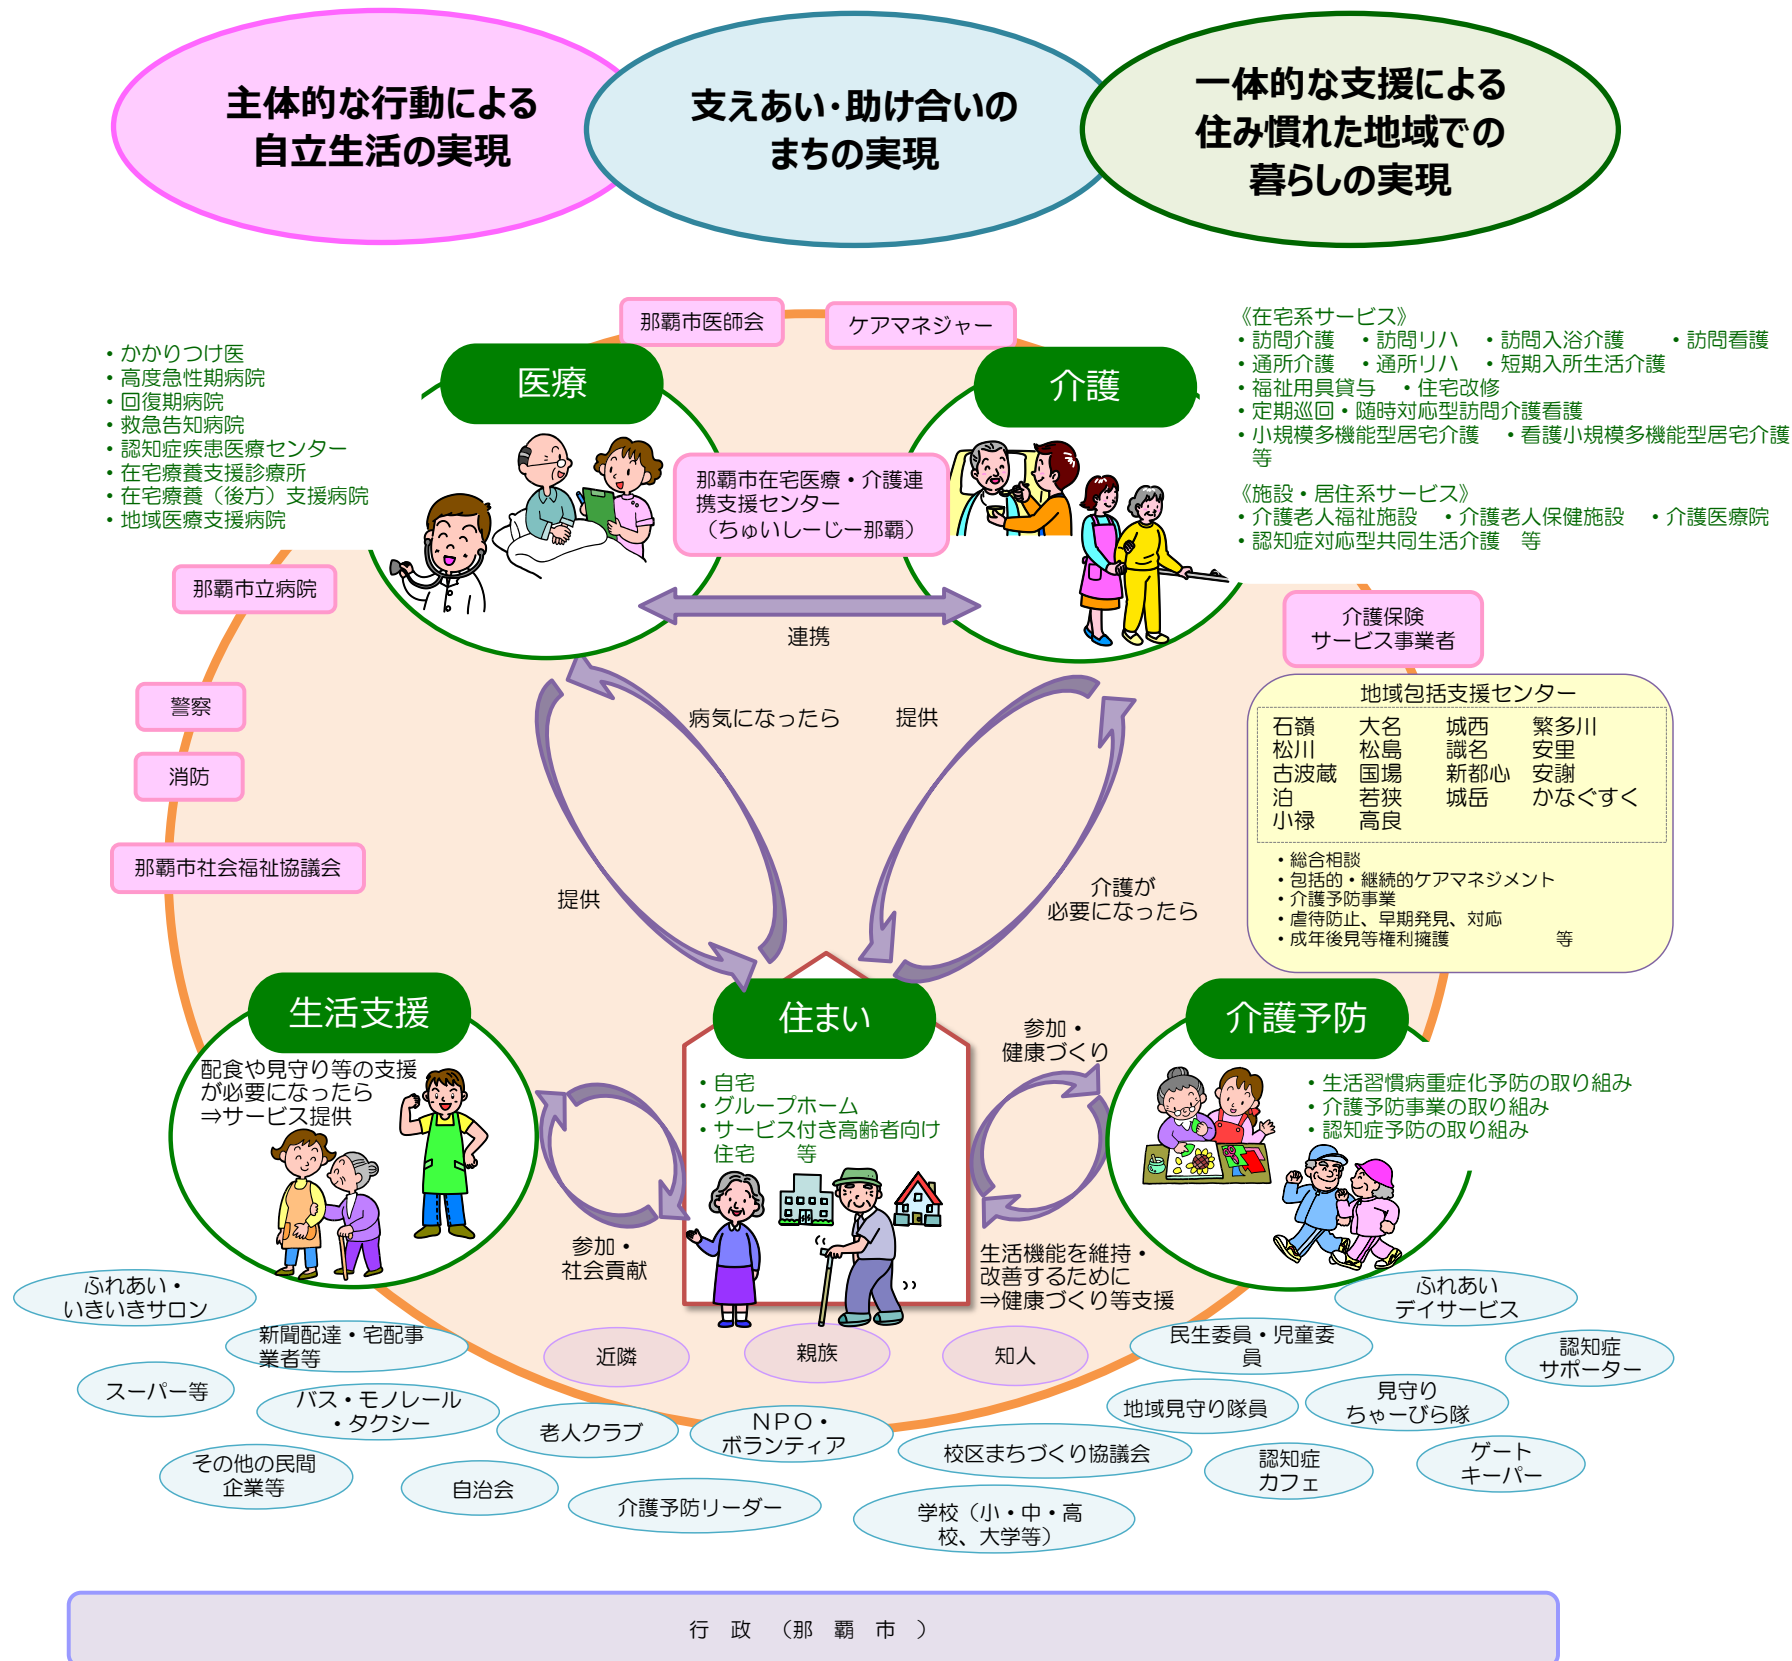 主体的な行動による
自立生活の実現
支えあい・助け合いの
まちの実現
一体的な支援による
住み慣れた地域での
暮らしの実現
那覇市医師会
ケアマネジャー
・かかりつけ医
・高度急性期病院
・回復期病院
・救急告知病院
・認知症疾患医療センター
・在宅療養支援診療所
・在宅療養（後方）支援病院
・地域医療支援病院
医療
介護
《在宅系サービス》
・訪問介護　・訪問リハ　・訪問入浴介護　　・訪問看護
・通所介護　・通所リハ　・短期入所生活介護
・福祉用具貸与　・住宅改修
・定期巡回・随時対応型訪問介護看護
・小規模多機能型居宅介護　・看護小規模多機能型居宅介護
等
《施設・居住系サービス》
・介護老人福祉施設　・介護老人保健施設　・介護医療院
・認知症対応型共同生活介護　等
那覇市在宅医療・介護連
携支援センター
（ちゅいしーじー那覇）
連携
那覇市立病院
警察
消防
那覇市社会福祉協議会
介護保険
サービス事業者
地域包括支援センター
石嶺　大名　城西　繁多川
松川　松島　識名　安里
古波蔵　国場　新都心　安謝
泊　若狭　城岳　かなぐすく
小禄　高良
・総合相談
・包括的・継続的ケアマネジメント
・介護予防事業
・虐待防止、早期発見、対応
・成年後見等権利擁護　　　　　等
病気になったら
提供
提供
介護が
必要になったら
生活支援
配食や見守り等の支援
が必要になったら
⇒サービス提供
住まい
・自宅
・グループホーム
・サービス付き高齢者向け
住宅　　等
参加・
健康づくり
介護予防
・生活習慣病重症化予防の取り組み
・介護予防事業の取り組み
・認知症予防の取り組み
参加・
社会貢献
生活機能を維持・
改善するために
⇒健康づくり等支援
ふれあい・
いきいきサロン
新聞配達・宅配事
業者等
スーパー等
バス・モノレール
・タクシー
その他の民間
企業等
近隣
親族
知人
老人クラブ
ＮＰＯ・
ボランティア
自治会
介護予防リーダー
校区まちづくり協議会
学校（小・中・高
校、大学等）
民生委員・児童委
員
ふれあい
デイサービス
認知症
サポーター
地域見守り隊員
見守り
ちゃーびら隊
認知症
カフェ
ゲート
キーパー
行　政　（那　覇　市　）